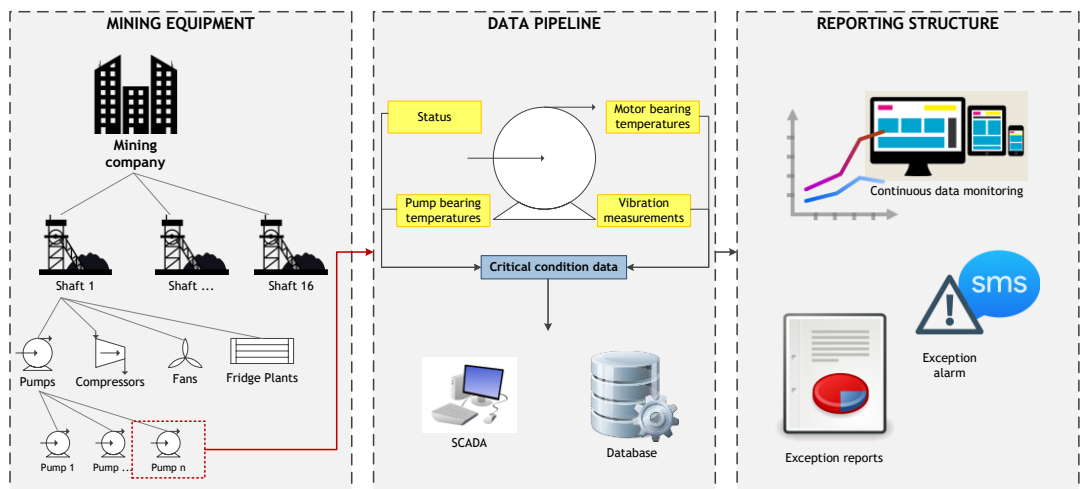 MINING EQUIPMENT
Mining
company
Shaft 1
Shaft ...
Shaft 16
Pumps
Compressors
Fans
Fridge Plants
Pump 1
Pump ...
Pump n
DATA PIPELINE
Status
Motor bearing
temperatures
Pump bearing
temperatures
Vibration
measurements
Critical condition data
SCADA
Database
REPORTING STRUCTURE
Continuous data monitoring
sms
Exception
alarm
Exception reports